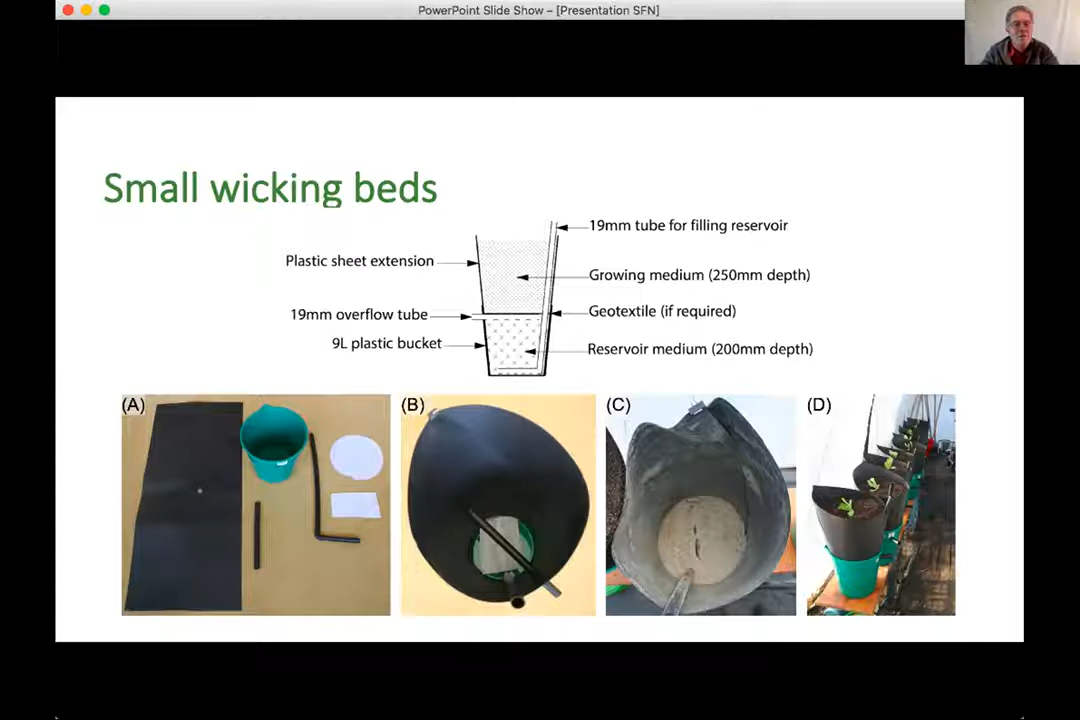 PowerPoint Slide Show – [Presentation SFN]
Small wicking beds
19mm tube for filling reservoir
Plastic sheet extension
Growing medium (250mm depth)
19mm overflow tube
Geotextile (if required)
9L plastic bucket
Reservoir medium (200mm depth)
(A)
(B)
(C)
(D)